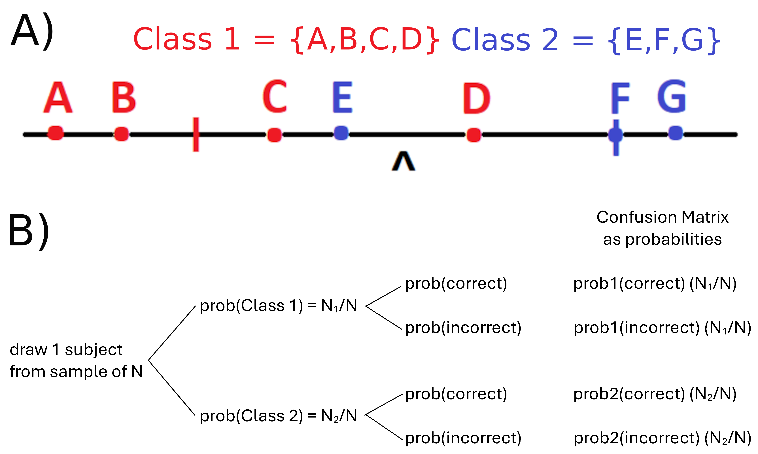 A)
Class 1 = {A,B,C,D} Class 2 = {E,F,G}
A B C E D F G
^
B)
Confusion Matrix
as probabilities
prob(correct) prob1(correct) (N₁/N)
prob(Class 1) = N₁/N
prob(incorrect) prob1(incorrect) (N₁/N)
draw 1 subject
from sample of N
prob(correct) prob2(correct) (N₂/N)
prob(Class 2) = N₂/N
prob(incorrect) prob2(incorrect) (N₂/N)